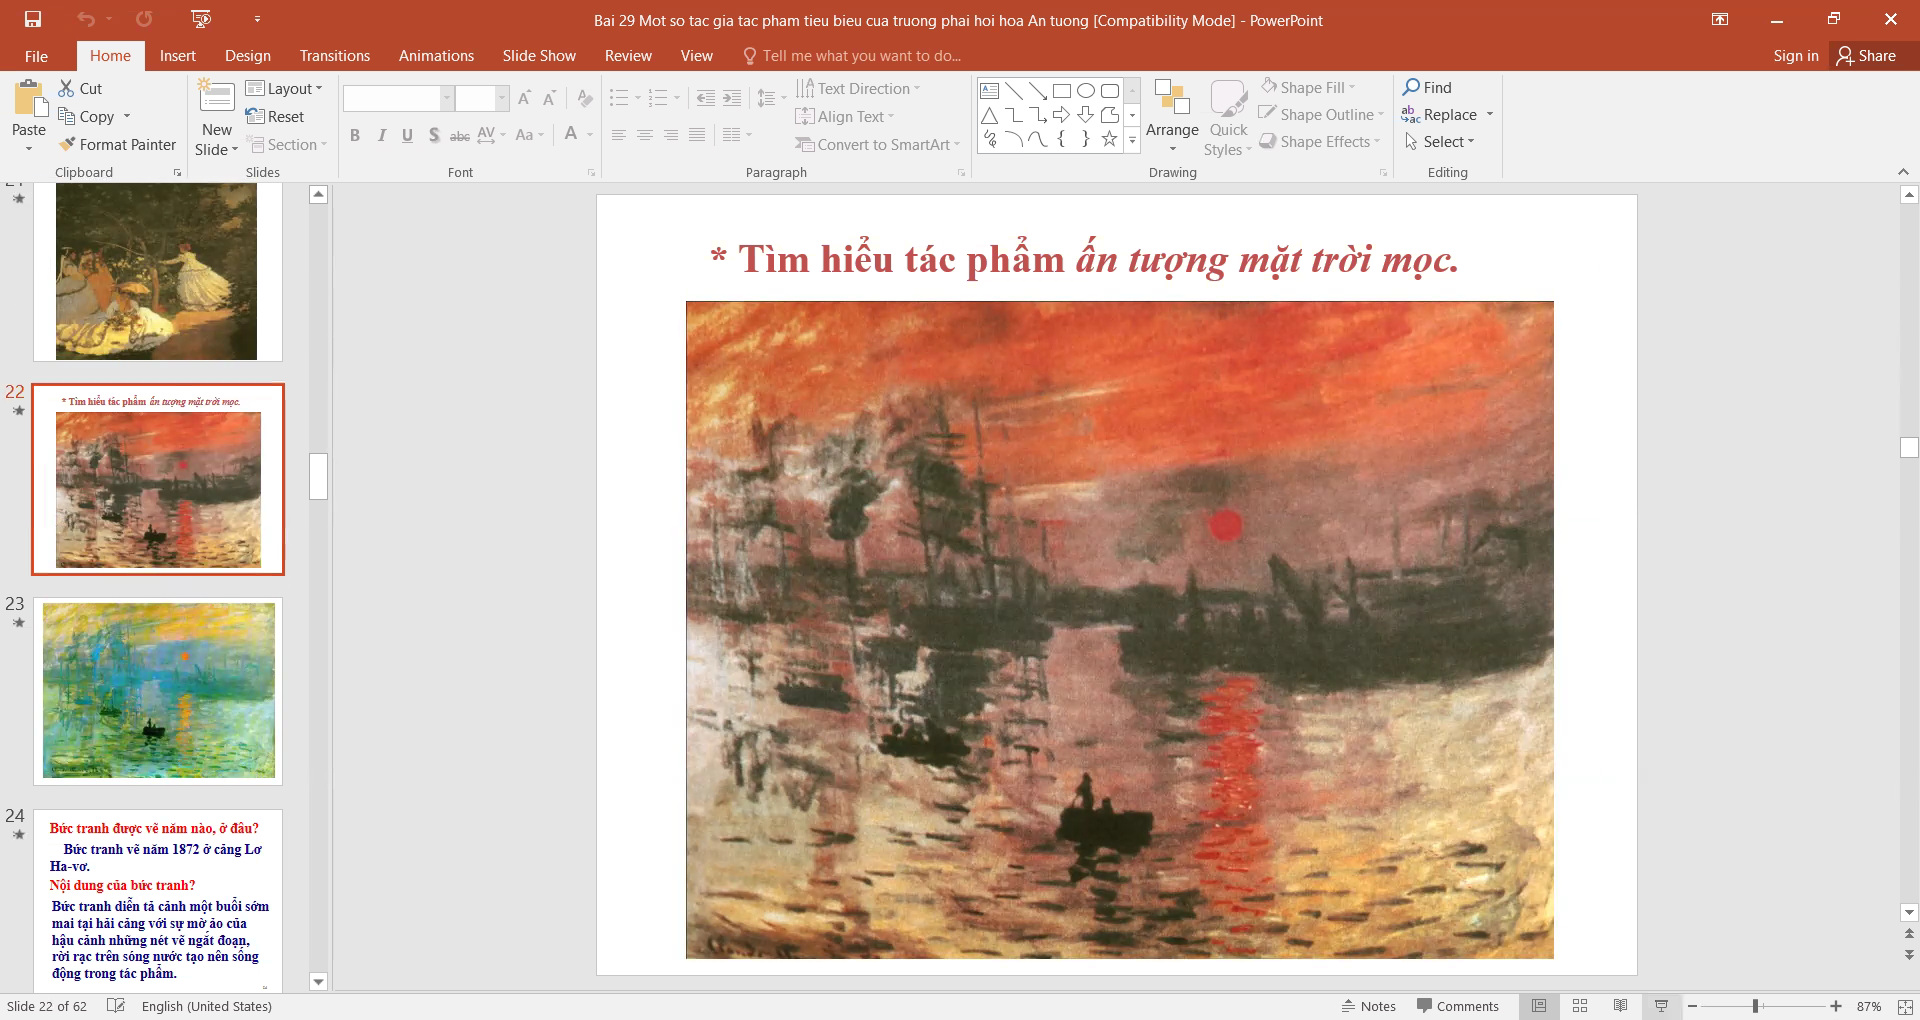 Bai 29 Mot so tac gia tac pham tieu bieu cua truong phai hoi hoa An tuong [Compatibility Mode] - PowerPoint
File Home Insert Design Transitions Animations Slide Show Review View Tell me what you want to do... Sign in Share
Paste
Cut
Copy
Format Painter
Clipboard
New Slide
Layout
Reset
Section
Slides
B I U S abc AV Aa A
Font
Text Direction
Align Text
Convert to SmartArt
Paragraph
Arrange
Quick Styles
Shape Fill
Shape Outline
Shape Effects
Drawing
Find
Replace
Select
Editing
22
* Tìm hiểu tác phẩm ấn tượng mặt trời mọc.
23
24
Bức tranh được vẽ năm nào, ở đâu?
Bức tranh vẽ năm 1872 ở cảng Lơ
Ha-vơ.
Nội dung của bức tranh?
Bức tranh diễn tả cảnh một buổi sớm
mai tại hải cảng với sự mờ ảo của
hậu cảnh những nét vẽ ngắt đoạn,
rời rạc trên sóng nước tạo nên sống
động trong tác phẩm.
* Tìm hiểu tác phẩm ấn tượng mặt trời mọc.
Slide 22 of 62 English (United States) Notes Comments 87%